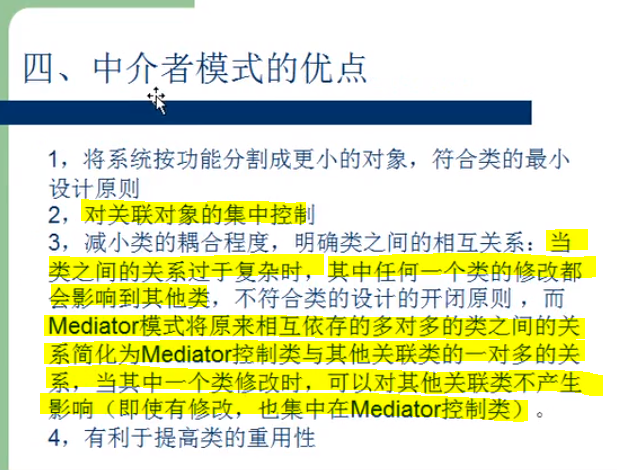 四、中介者模式的优点
1，将系统按功能分割成更小的对象，符合类的最小
设计原则
2，对关联对象的集中控制
3，减小类的耦合程度，明确类之间的相互关系：当
类之间的关系过于复杂时，其中任何一个类的修改都
会影响到其他类，不符合类的设计的开闭原则 ，而
Mediator模式将原来相互依存的多对多的类之间的关
系简化为Mediator控制类与其他关联类的一对多的关
系，当其中一个类修改时，可以对其他关联类不产生
影响（即使有修改，也集中在Mediator控制类）。
4，有利于提高类的重用性